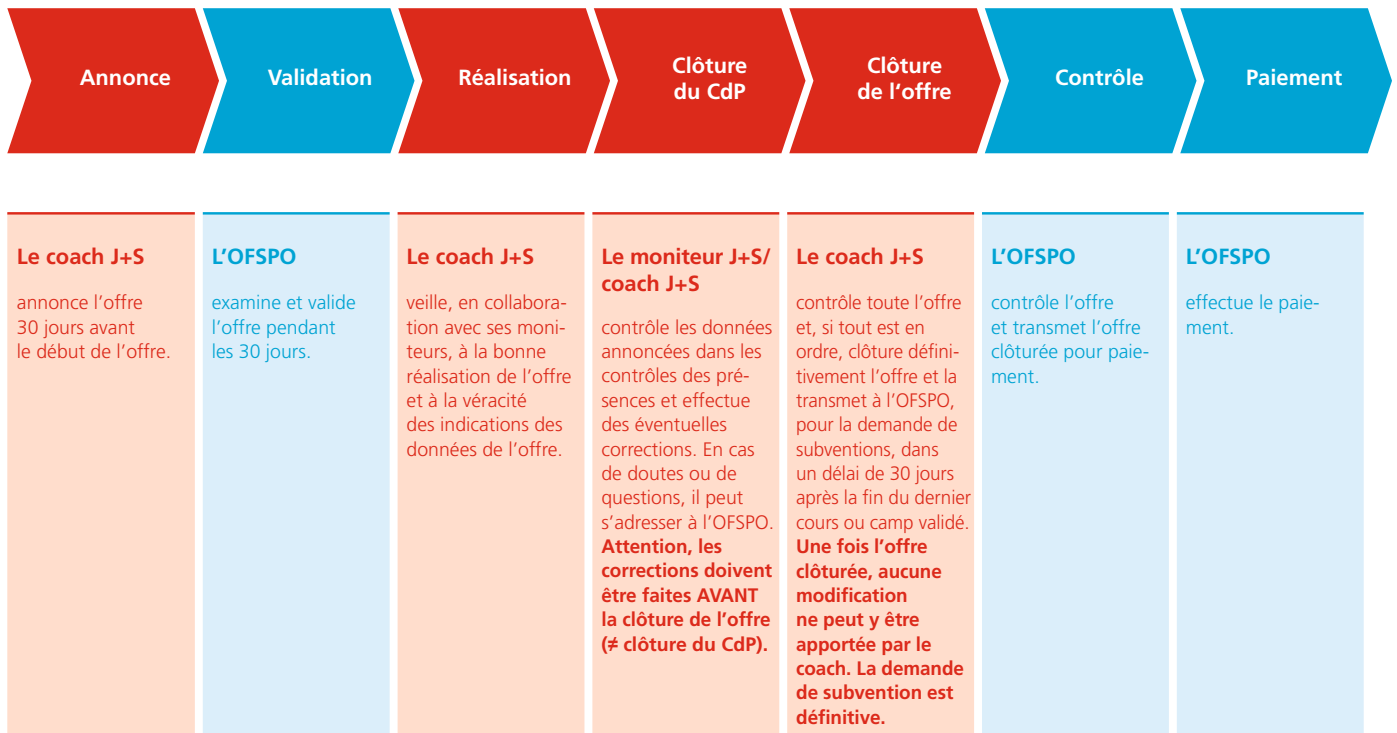 Annonce
Validation
Réalisation
Clôture
du CdP
Clôture
de l‘offre
Contrôle
Paiement
Le coach J+S
annonce l’offre
30 jours avant
le début de l’offre.
L’OFSPO
examine et valide
l’offre pendant
les 30 jours.
Le coach J+S
veille, en collabora-
tion avec ses moni-
teurs, à la bonne
réalisation de l’offre
et à la véracité
des indications des
données de l’offre.
Le moniteur J+S/
coach J+S
contrôle les données
annoncées dans les
contrôles des pré-
sences et effectue
des éventuelles
corrections. En cas
de doutes ou de
questions, il peut
s’adresser à l’OFSPO.
Attention, les
corrections doivent
être faites AVANT
la clôture de l’offre
(≠ clôture du CdP).
Le coach J+S
contrôle toute l’offre
et, si tout est en
ordre, clôture défini-
tivement l’offre et la
transmet à l’OFSPO,
pour la demande de
subventions, dans
un délai de 30 jours
après la fin du dernier
cours ou camp validé.
Une fois l’offre
clôturée, aucune
modification
ne peut y être
apportée par le
coach. La demande
de subvention est
définitive.
L’OFSPO
contrôle l’offre
et transmet l’offre
clôturée pour paie-
ment.
L’OFSPO
effectue le paie-
ment.